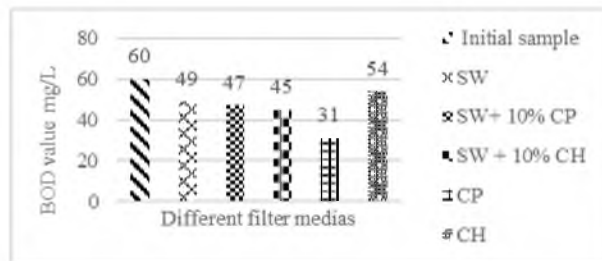 80
60
40
20
0
BOD value mg/L
60
49
47
45
31
54
Different filter medias
Initial sample
SW
SW+ 10% CP
SW + 10% CH
CP
CH